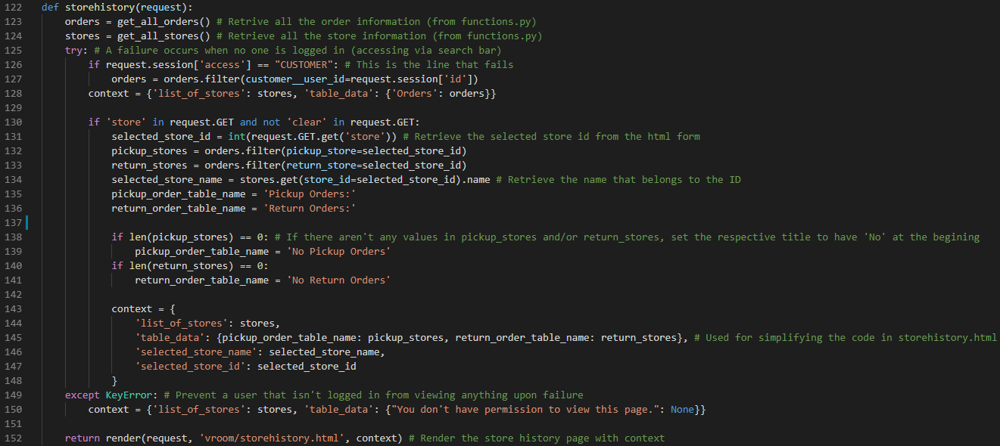 122 def storehistory(request):
123     orders = get_all_orders() # Retrive all the order information (from functions.py)
124     stores = get_all_stores() # Retrieve all the store information (from functions.py)
125     try: # A failure occurs when no one is logged in (accessing via search bar)
126         if request.session['access'] == "CUSTOMER": # This is the line that fails
127             orders = orders.filter(customer__user_id=request.session['id'])
128         context = {'list_of_stores': stores, 'table_data': {'Orders': orders}}
129
130         if 'store' in request.GET and not 'clear' in request.GET:
131             selected_store_id = int(request.GET.get('store')) # Retrieve the selected store id from the html form
132             pickup_stores = orders.filter(pickup_store=selected_store_id)
133             return_stores = orders.filter(return_store=selected_store_id)
134             selected_store_name = stores.get(store_id=selected_store_id).name # Retrieve the name that belongs to the ID
135             pickup_order_table_name = 'Pickup Orders:'
136             return_order_table_name = 'Return Orders:'
137
138             if len(pickup_stores) == 0: # If there aren't any values in pickup_stores and/or return_stores, set the respective title to have 'No' at the begining
139                 pickup_order_table_name = 'No Pickup Orders'
140             if len(return_stores) == 0:
141                 return_order_table_name = 'No Return Orders'
142
143             context = {
144                 'list_of_stores': stores,
145                 'table_data': {pickup_order_table_name: pickup_stores, return_order_table_name: return_stores}, # Used for simplifying the code in storehistory.html
146                 'selected_store_name': selected_store_name,
147                 'selected_store_id': selected_store_id
148             }
149     except KeyError: # Prevent a user that isn't logged in from viewing anything upon failure
150         context = {'list_of_stores': stores, 'table_data': {"You don't have permission to view this page.": None}}
151
152     return render(request, 'vroom/storehistory.html', context) # Render the store history page with context